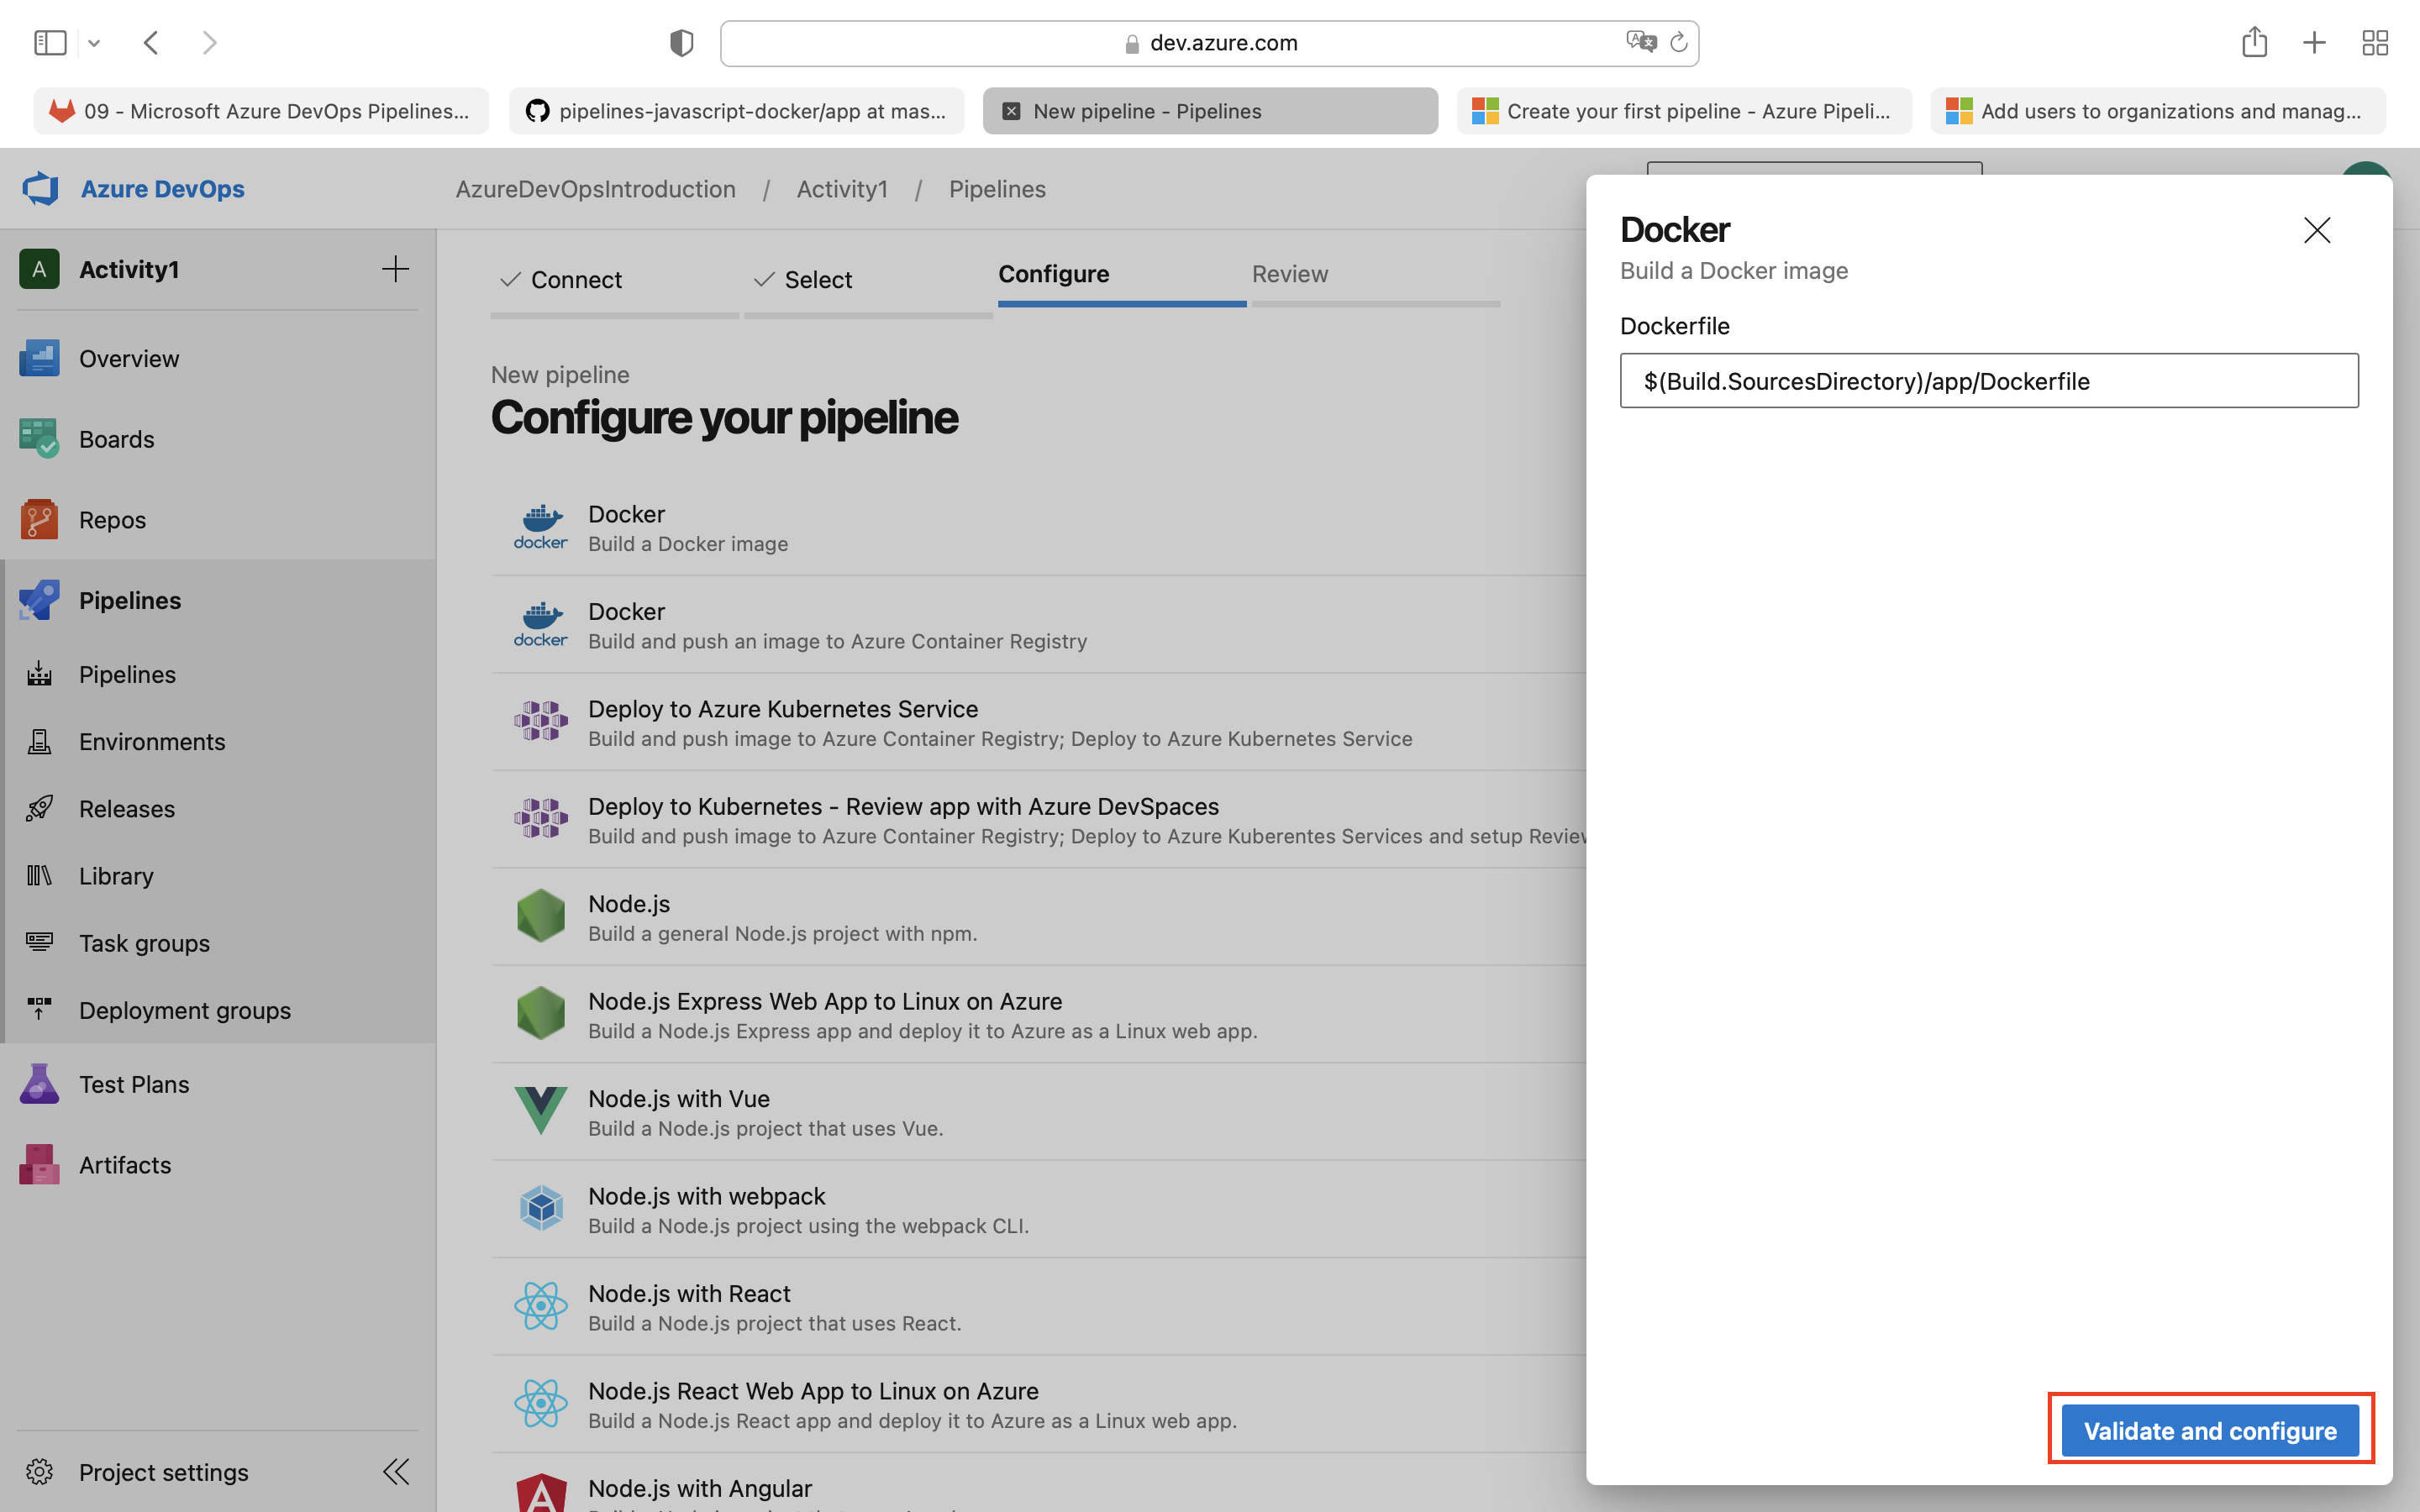 dev.azure.com
09 - Microsoft Azure DevOps Pipelines...
pipelines-javascript-docker/app at mas...
New pipeline - Pipelines
Create your first pipeline - Azure Pipeli...
Add users to organizations and manag...
Azure DevOps
AzureDevOpsIntroduction / Activity1 / Pipelines
A
Activity1
Overview
Boards
Repos
Pipelines
Pipelines
Environments
Releases
Library
Task groups
Deployment groups
Test Plans
Artifacts
Project settings
Connect
Select
Configure
Review
New pipeline
Configure your pipeline
docker
Docker
Build a Docker image
docker
Docker
Build and push an image to Azure Container Registry
Deploy to Azure Kubernetes Service
Build and push image to Azure Container Registry; Deploy to Azure Kubernetes Service
Deploy to Kubernetes - Review app with Azure DevSpaces
Build and push image to Azure Container Registry; Deploy to Azure Kuberentes Services and setup Review
Node.js
Build a general Node.js project with npm.
Node.js Express Web App to Linux on Azure
Build a Node.js Express app and deploy it to Azure as a Linux web app.
Node.js with Vue
Build a Node.js project that uses Vue.
Node.js with webpack
Build a Node.js project using the webpack CLI.
Node.js with React
Build a Node.js project that uses React.
Node.js React Web App to Linux on Azure
Build a Node.js React app and deploy it to Azure as a Linux web app.
Node.js with Angular
Docker
Build a Docker image
Dockerfile
$(Build.SourcesDirectory)/app/Dockerfile
Validate and configure